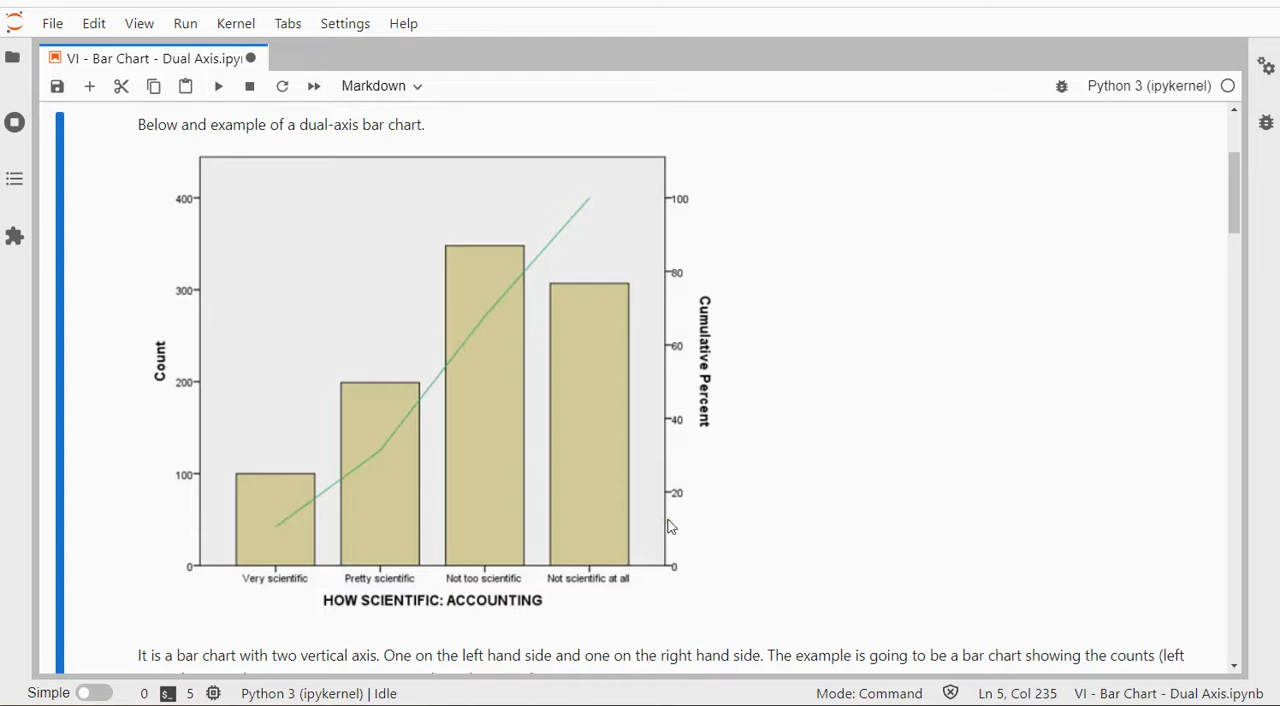 File Edit View Run Kernel Tabs Settings Help
VI - Bar Chart - Dual Axis.ipyn
Markdown
Python 3 (ipykernel)
Below and example of a dual-axis bar chart.
400
300
200
100
0
Count
100
80
60
40
20
0
Cumulative Percent
Very scientific Pretty scientific Not too scientific Not scientific at all
HOW SCIENTIFIC: ACCOUNTING
It is a bar chart with two vertical axis. One on the left hand side and one on the right hand side. The example is going to be a bar chart showing the counts (left
Simple 0 5 Python 3 (ipykernel) | Idle Mode: Command Ln 5, Col 235 VI - Bar Chart - Dual Axis.ipynb